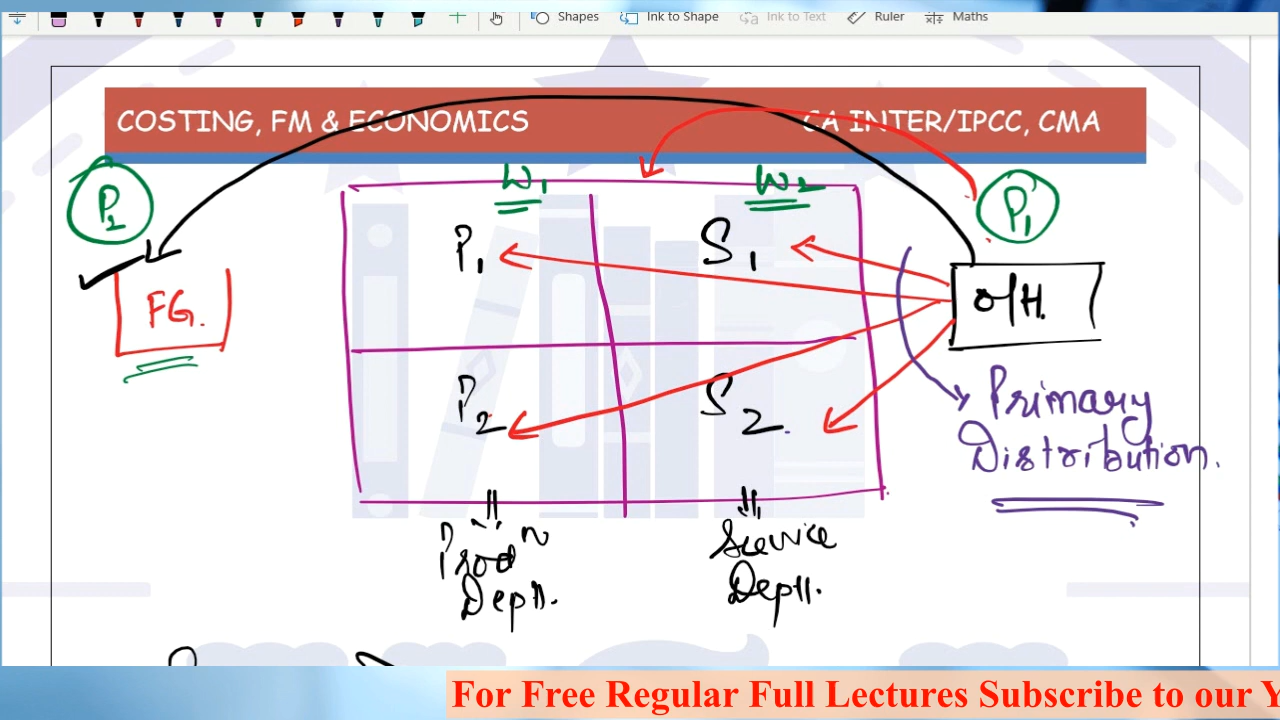 Shapes Ink to Shape Ink to Text Ruler Maths
COSTING, FM & ECONOMICS CA INTER/IPCC, CMA
W1 W2
P1
P1 S1
FG. O/H.
P2 S2
Primary
Distribution.
Prodn Service
Deptt. Deptt.
For Free Regular Full Lectures Subscribe to our Y